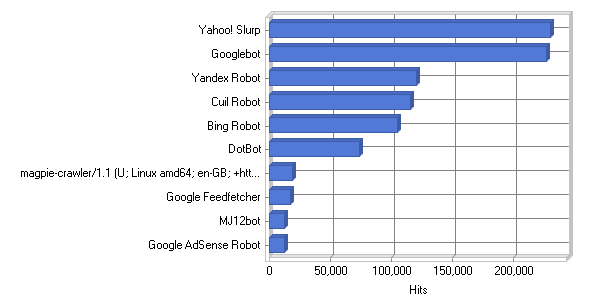 Yahoo! Slurp
Googlebot
Yandex Robot
Cuil Robot
Bing Robot
DotBot
magpie-crawler/1.1 (U; Linux amd64; en-GB; +htt...
Google Feedfetcher
MJ12bot
Google AdSense Robot
0 50,000 100,000 150,000 200,000
Hits